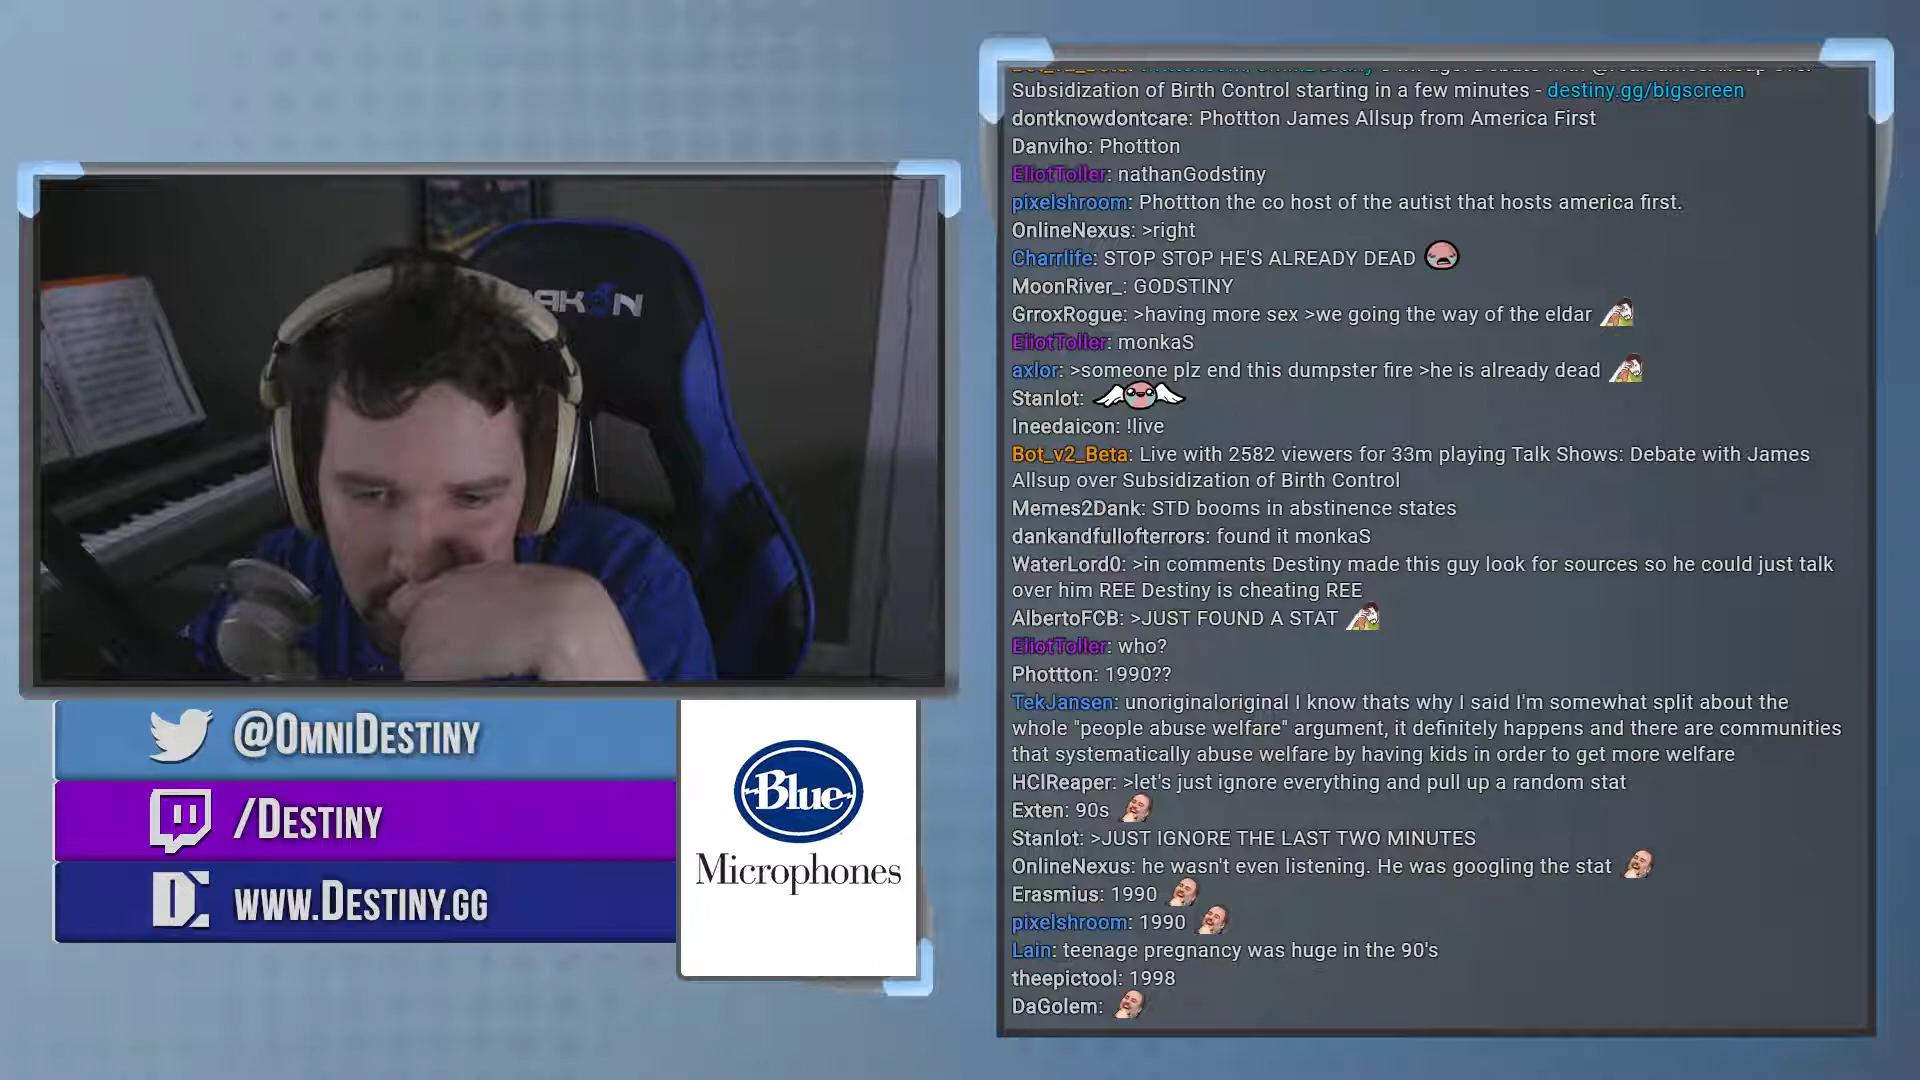 Subsidization of Birth Control starting in a few minutes - destiny.gg/bigscreen
dontknowdontcare: Phottton James Allsup from America First
Danviho: Phottton
EliotToller: nathanGodstiny
pixelshroom: Phottton the co host of the autist that hosts america first.
OnlineNexus: >right
Charrlife: STOP STOP HE'S ALREADY DEAD
MoonRiver_: GODSTINY
GrroxRogue: >having more sex >we going the way of the eldar
EliotToller: monkaS
axlor: >someone plz end this dumpster fire >he is already dead
Stanlot:
Ineedaicon: !live
Bot_v2_Beta: Live with 2582 viewers for 33m playing Talk Shows: Debate with James
Allsup over Subsidization of Birth Control
Memes2Dank: STD booms in abstinence states
dankandfullofterrors: found it monkaS
WaterLord0: >in comments Destiny made this guy look for sources so he could just talk
over him REE Destiny is cheating REE
AlbertoFCB: >JUST FOUND A STAT
EliotToller: who?
Phottton: 1990??
TekJansen: unoriginaloriginal I know thats why I said I'm somewhat split about the
whole "people abuse welfare" argument, it definitely happens and there are communities
that systematically abuse welfare by having kids in order to get more welfare
HClReaper: >let's just ignore everything and pull up a random stat
Exten: 90s
Stanlot: >JUST IGNORE THE LAST TWO MINUTES
OnlineNexus: he wasn't even listening. He was googling the stat
Erasmius: 1990
pixelshroom: 1990
Lain: teenage pregnancy was huge in the 90's
theepictool: 1998
DaGolem:
@OmniDestiny
/Destiny
www.Destiny.gg
Blue
Microphones